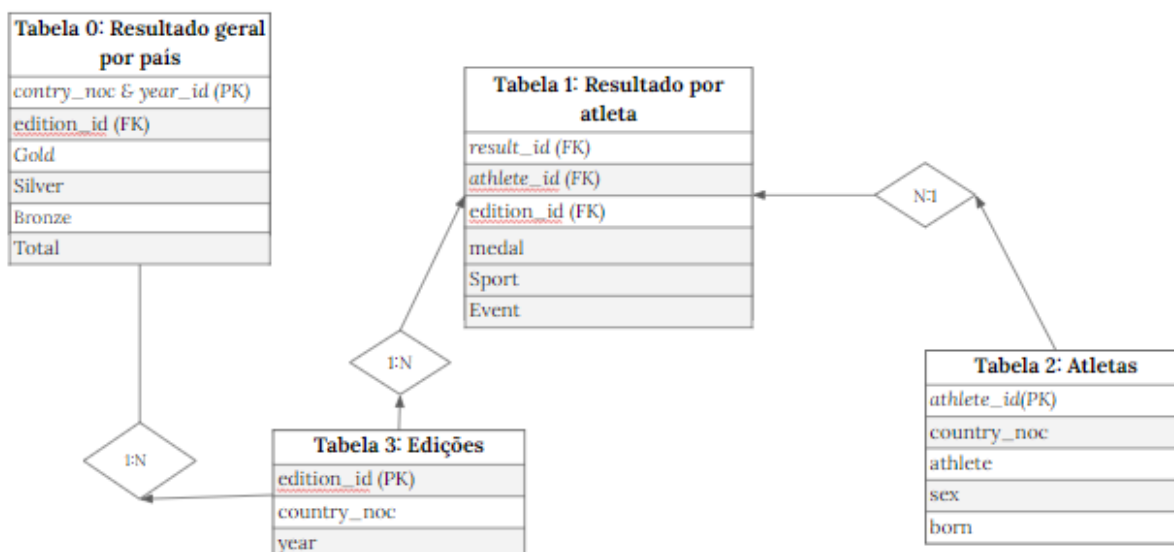 Tabela 0: Resultado geral
por país
contry_noc & year_id (PK)
edition_id (FK)
Gold
Silver
Bronze
Total
Tabela 1: Resultado por
atleta
result_id (FK)
athlete_id (FK)
edition_id (FK)
medal
Sport
Event
N:1
1:N
1:N
Tabela 3: Edições
edition_id (PK)
country_noc
year
Tabela 2: Atletas
athlete_id(PK)
country_noc
athlete
sex
born